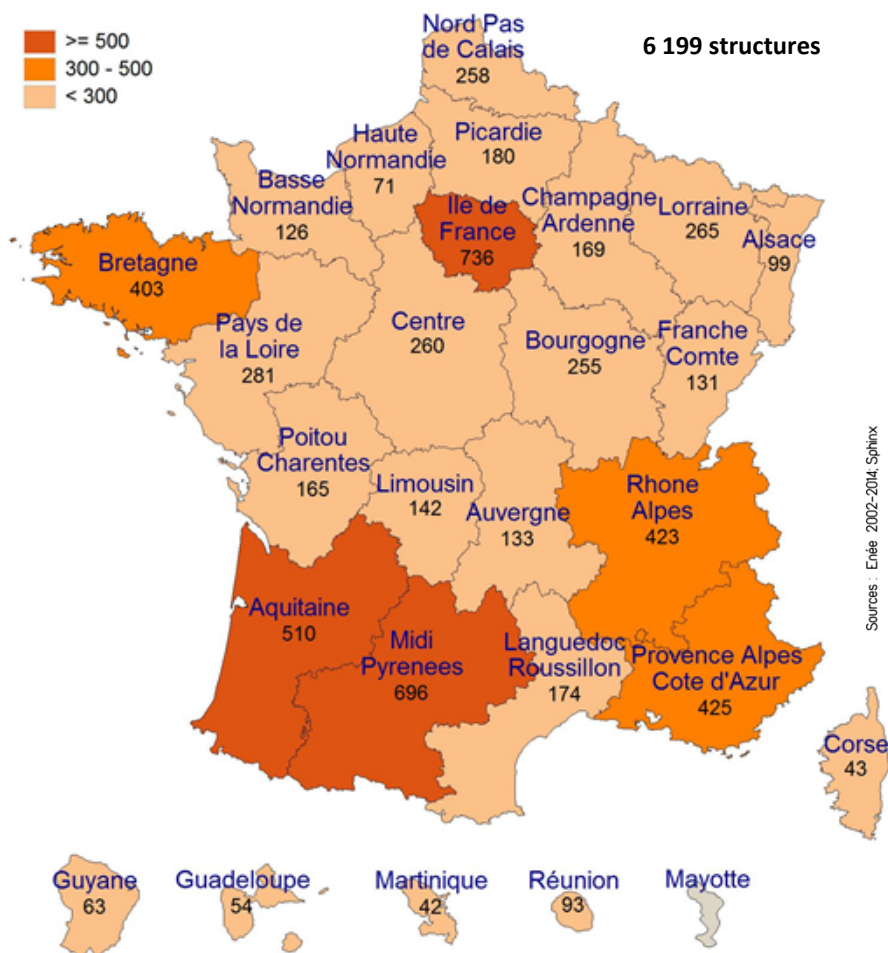 >= 500
300 - 500
< 300
6 199 structures
Nord Pas
de Calais
258
Haute
Normandie
71
Picardie
180
Basse
Normandie
126
Ile de
France
736
Champagne
Ardenne
169
Lorraine
265
Alsace
99
Bretagne
403
Pays de
la Loire
281
Centre
260
Bourgogne
255
Franche
Comte
131
Poitou
Charentes
165
Limousin
142
Auvergne
133
Rhone
Alpes
423
Aquitaine
510
Midi
Pyrenees
696
Languedoc
Roussillon
174
Provence Alpes
Cote d'Azur
425
Corse
43
Sources : Enée 2002-2014; Sphinx
Guyane
63
Guadeloupe
54
Martinique
42
Réunion
93
Mayotte